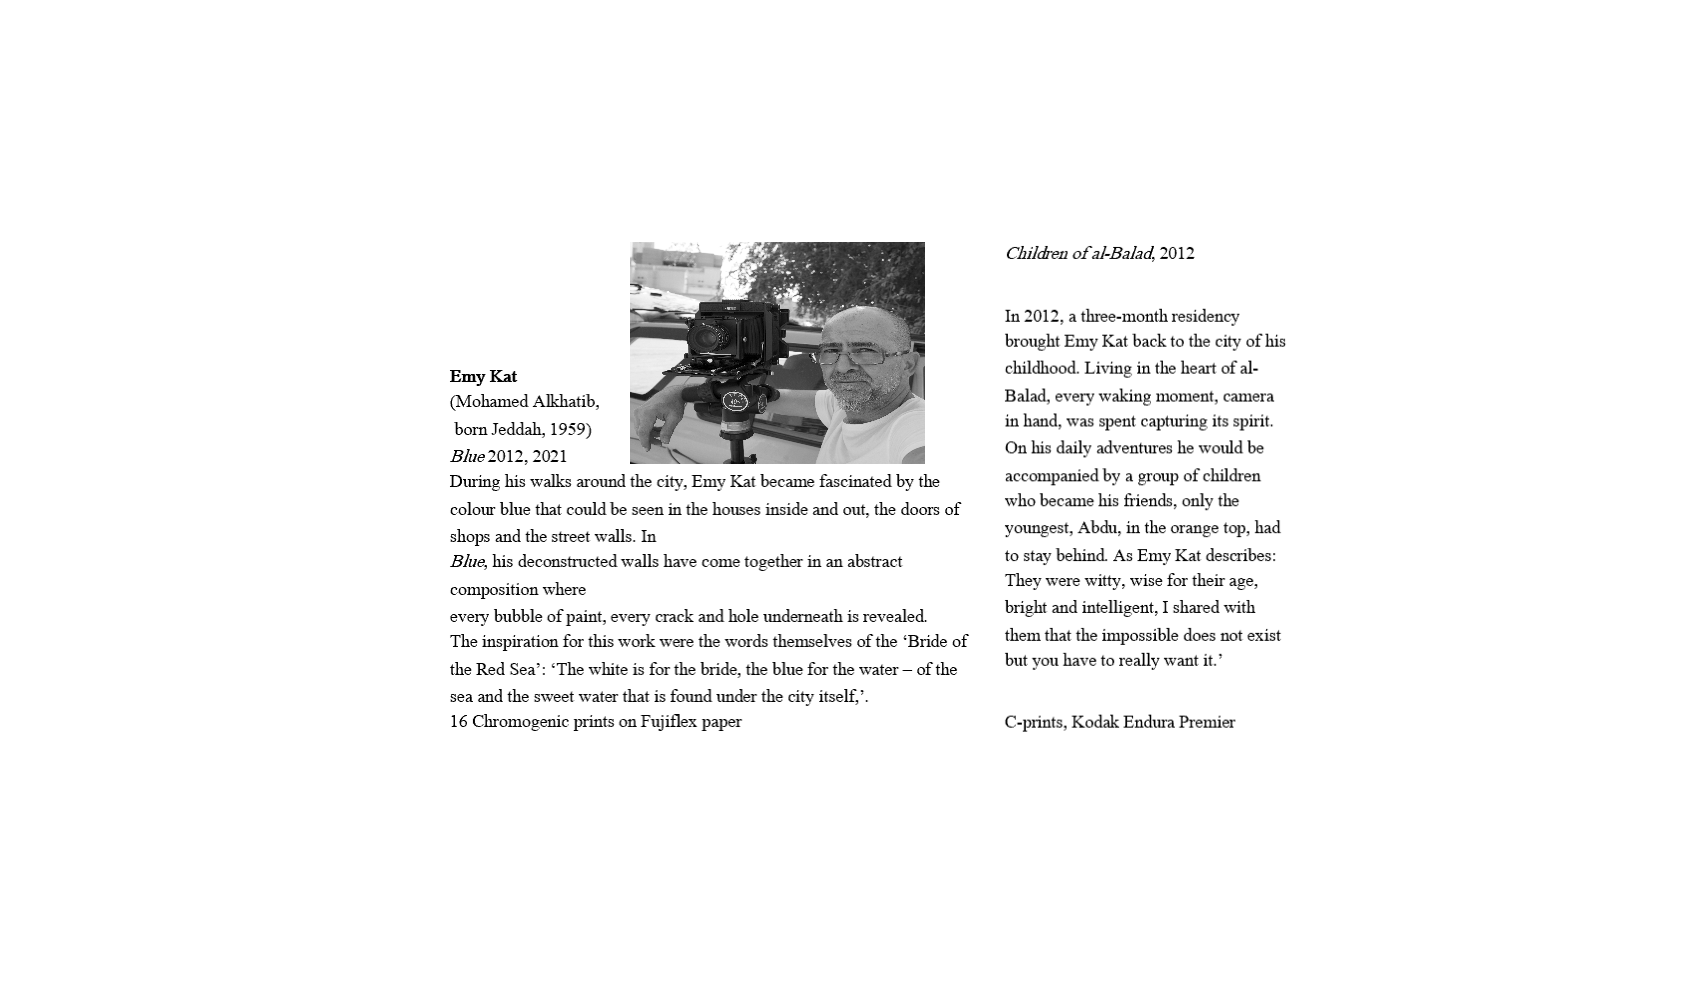 Emy Kat
(Mohamed Alkhatib,
born Jeddah, 1959)
Blue 2012, 2021
During his walks around the city, Emy Kat became fascinated by the
colour blue that could be seen in the houses inside and out, the doors of
shops and the street walls. In
Blue, his deconstructed walls have come together in an abstract
composition where
every bubble of paint, every crack and hole underneath is revealed.
The inspiration for this work were the words themselves of the ‘Bride of
the Red Sea’: ‘The white is for the bride, the blue for the water – of the
sea and the sweet water that is found under the city itself,’.
16 Chromogenic prints on Fujiflex paper
Children of al-Balad, 2012
In 2012, a three-month residency
brought Emy Kat back to the city of his
childhood. Living in the heart of al-
Balad, every waking moment, camera
in hand, was spent capturing its spirit.
On his daily adventures he would be
accompanied by a group of children
who became his friends, only the
youngest, Abdu, in the orange top, had
to stay behind. As Emy Kat describes:
They were witty, wise for their age,
bright and intelligent, I shared with
them that the impossible does not exist
but you have to really want it.’
C-prints, Kodak Endura Premier